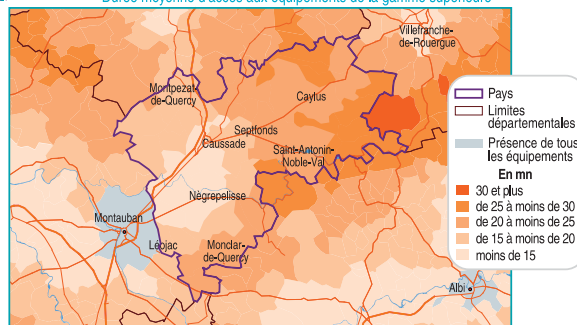 Durée moyenne d'accès aux équipements de la gamme supérieure
Villefranche-
de-Rouergue
Montpezat-
de-Quercy
Caylus
Septfonds
Caussade
Saint-Antonin-
Noble-Val
Nègrepelisse
Montauban
Léojac
Monclar-
de-Quercy
Albi
Pays
Limites
départementales
Présence de tous
les équipements
En mn
30 et plus
de 25 à moins de 30
de 20 à moins de 25
de 15 à moins de 20
moins de 15